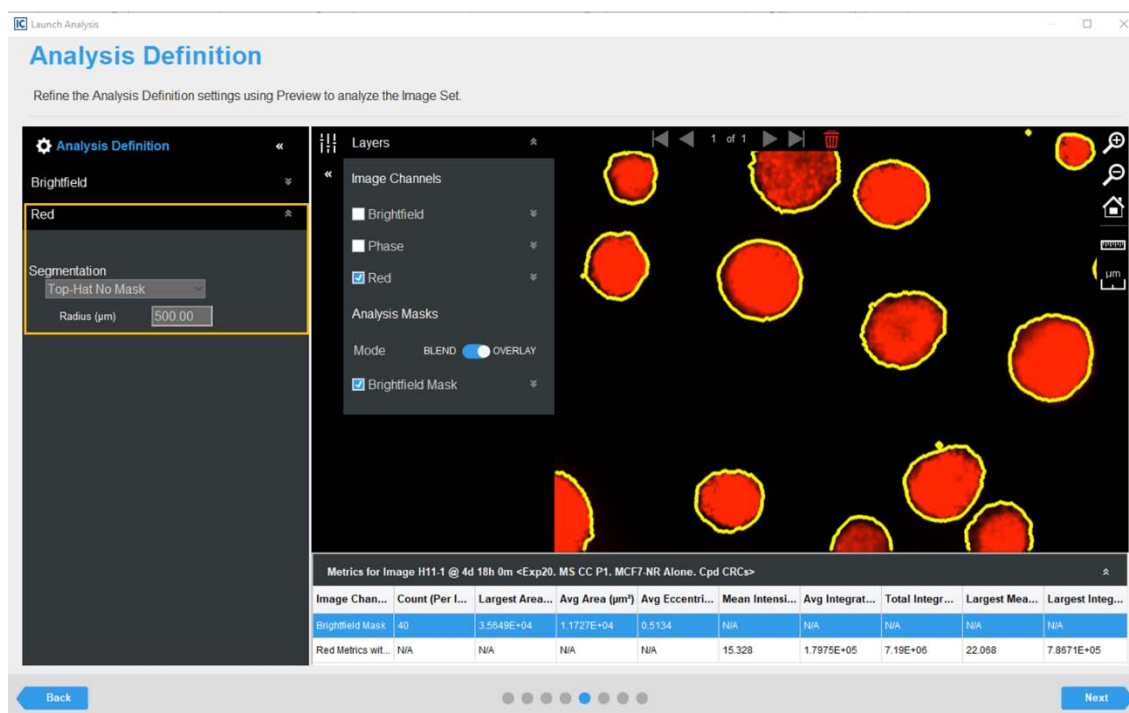 IC Launch Analysis
Analysis Definition
Refine the Analysis Definition settings using Preview to analyze the Image Set.
Analysis Definition
Brightfield
Red
Segmentation
Top-Hat No Mask
Radius (µm) 500.00
Layers
Image Channels
Brightfield
Phase
Red
Analysis Masks
Mode BLEND OVERLAY
Brightfield Mask
1 of 1
µm
Metrics for Image H11-1 @ 4d 18h 0m <Exp20. MS CC P1. MCF7-NR Alone. Cpd CRCs>
Image Chan... Count (Per I... Largest Area... Avg Area (µm²) Avg Eccentri... Mean Intensi... Avg Integrat... Total Integr... Largest Mea... Largest Integ...
Brightfield Mask 40 3.5649E+04 1.1727E+04 0.5134 N/A N/A N/A N/A N/A
Red Metrics wit... N/A N/A N/A N/A 15.328 1.7975E+05 7.19E+06 22.068 7.8671E+05
Back
Next